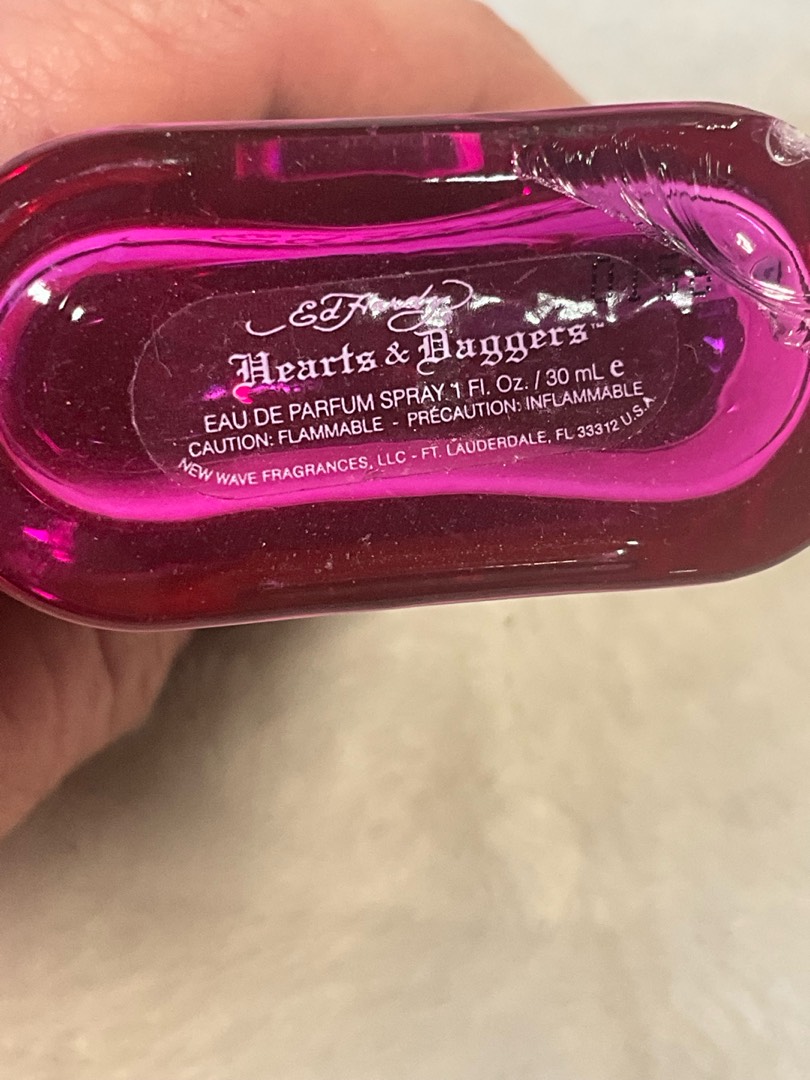 Ed Hardy
Hearts & Daggers™
EAU DE PARFUM SPRAY 1 Fl. Oz. / 30 mL e
CAUTION: FLAMMABLE - PRÉCAUTION: INFLAMMABLE
NEW WAVE FRAGRANCES, LLC - FT. LAUDERDALE, FL 33312 U.S.A